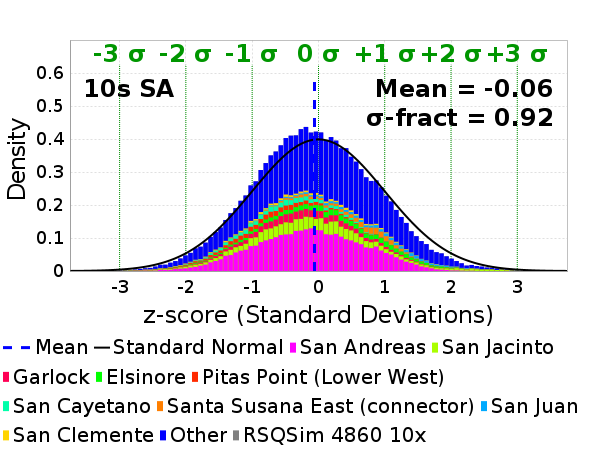 -3 σ -2 σ -1 σ 0 σ +1 σ +2 σ +3 σ
10s SA
Mean = -0.06
σ-fract = 0.92
0.6
0.5
0.4
0.3
0.2
0.1
0
Density
-3 -2 -1 0 1 2 3
z-score (Standard Deviations)
Mean Standard Normal San Andreas San Jacinto
Garlock Elsinore Pitas Point (Lower West)
San Cayetano Santa Susana East (connector) San Juan
San Clemente Other RSQSim 4860 10x